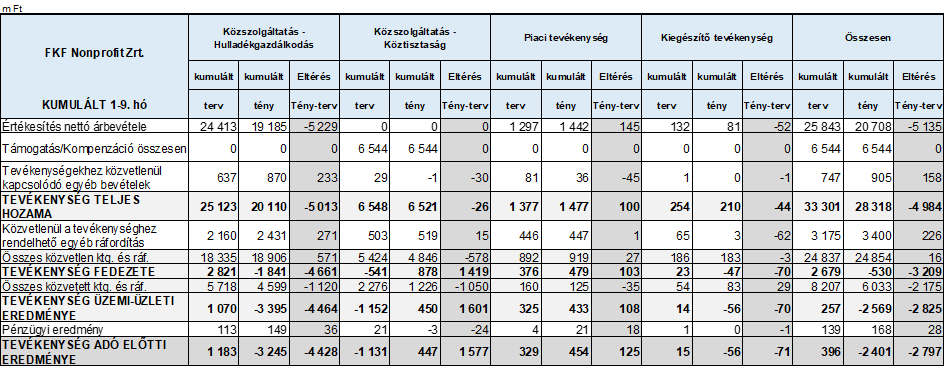 m Ft
FKF Nonprofit Zrt. Közszolgáltatás - Hulladékgazdálkodás Közszolgáltatás - Köztisztaság Piaci tevékenység Kiegészítő tevékenység Összesen
kumulált kumulált Eltérés kumulált kumulált Eltérés kumulált kumulált Eltérés kumulált kumulált Eltérés kumulált kumulált Eltérés
KUMULÁLT 1-9. hó terv tény Tény-terv terv tény Tény-terv terv tény Tény-terv terv tény Tény-terv terv tény Tény-terv
Értékesítés nettó árbevétele 24 413 19 185 -5 229 0 0 0 1 297 1 442 145 132 81 -52 25 843 20 708 -5 135
Támogatás/Kompenzáció összesen 0 0 0 6 544 6 544 0 0 0 0 0 0 0 6 544 6 544 0
Tevékenységekhez közvetlenül kapcsolódó egyéb bevételek 637 870 233 29 -1 -30 81 36 -45 1 0 -1 747 905 158
TEVÉKENYSÉG TELJES HOZAMA 25 123 20 110 -5 013 6 548 6 521 -26 1 377 1 477 100 254 210 -44 33 301 28 318 -4 984
Közvetlenül a tevékenységhez rendelhető egyéb ráfordítás 2 160 2 431 271 503 519 15 446 447 1 65 3 -62 3 175 3 400 226
Összes közvetlen ktg. és ráf. 18 335 18 906 571 5 424 4 846 -578 892 919 27 186 183 -3 24 837 24 854 16
TEVÉKENYSÉG FEDEZETE 2 821 -1 841 -4 661 -541 878 1 419 376 479 103 23 -47 -70 2 679 -530 -3 209
Összes közvetett ktg. és ráf. 5 718 4 599 -1 120 2 276 1 226 -1 050 160 125 -35 54 83 29 8 207 6 033 -2 175
TEVÉKENYSÉG ÜZEMI-ÜZLETI EREDMÉNYE 1 070 -3 395 -4 464 -1 152 450 1 601 325 433 108 14 -56 -70 257 -2 569 -2 825
Pénzügyi eredmény 113 149 36 21 -3 -24 4 21 18 1 0 -1 139 168 28
TEVÉKENYSÉG ADÓ ELŐTTI EREDMÉNYE 1 183 -3 245 -4 428 -1 131 447 1 577 329 454 125 15 -56 -71 396 -2 401 -2 797